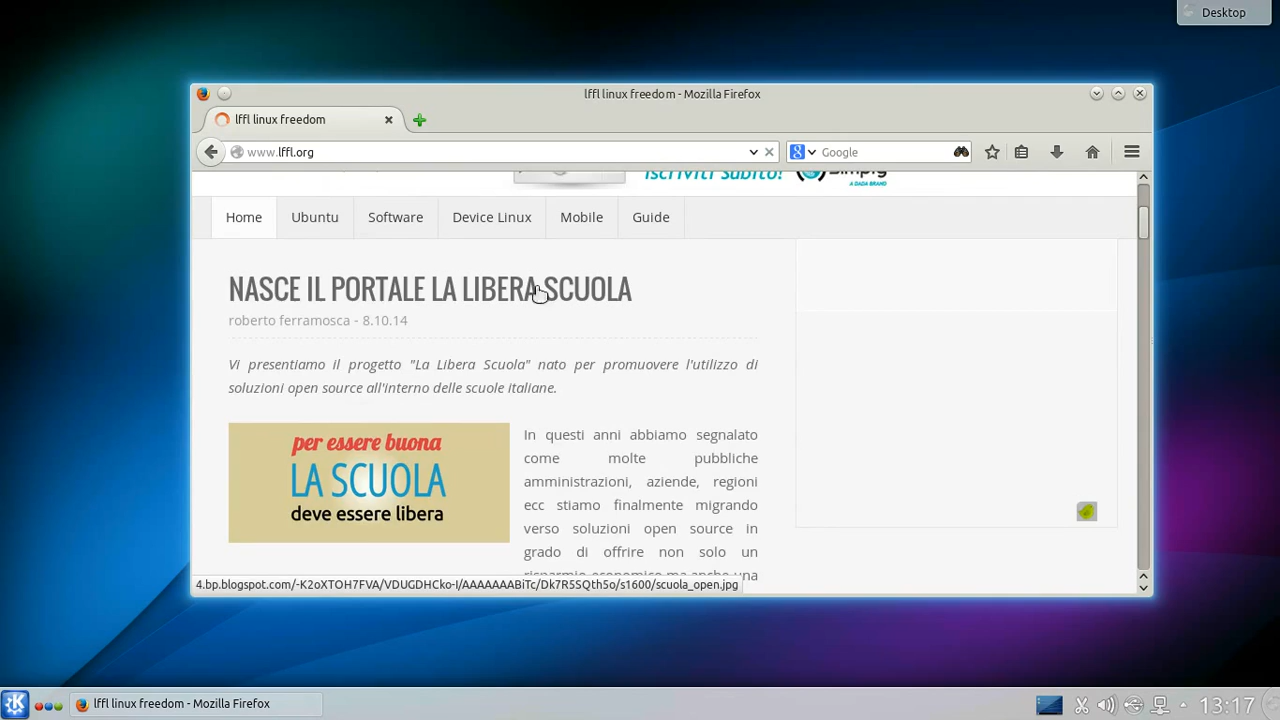 Desktop
lffl linux freedom - Mozilla Firefox
lffl linux freedom
www.lffl.org
Google
Iscriviti Subito!
A DADA BRAND
Home Ubuntu Software Device Linux Mobile Guide
NASCE IL PORTALE LA LIBERA SCUOLA
roberto ferramosca - 8.10.14
Vi presentiamo il progetto "La Libera Scuola" nato per promuovere l'utilizzo di
soluzioni open source all'interno delle scuole italiane.
per essere buona
LA SCUOLA
deve essere libera
In questi anni abbiamo segnalato
come molte pubbliche
amministrazioni, aziende, regioni
ecc stiamo finalmente migrando
verso soluzioni open source in
grado di offrire non solo un
risparmio economico ma anche una
4.bp.blogspot.com/-K2oXTOH7FVA/VDUGDHCko-I/AAAAAAABiTc/Dk7R5SQth5o/s1600/scuola_open.jpg
lffl linux freedom - Mozilla Firefox
13:17